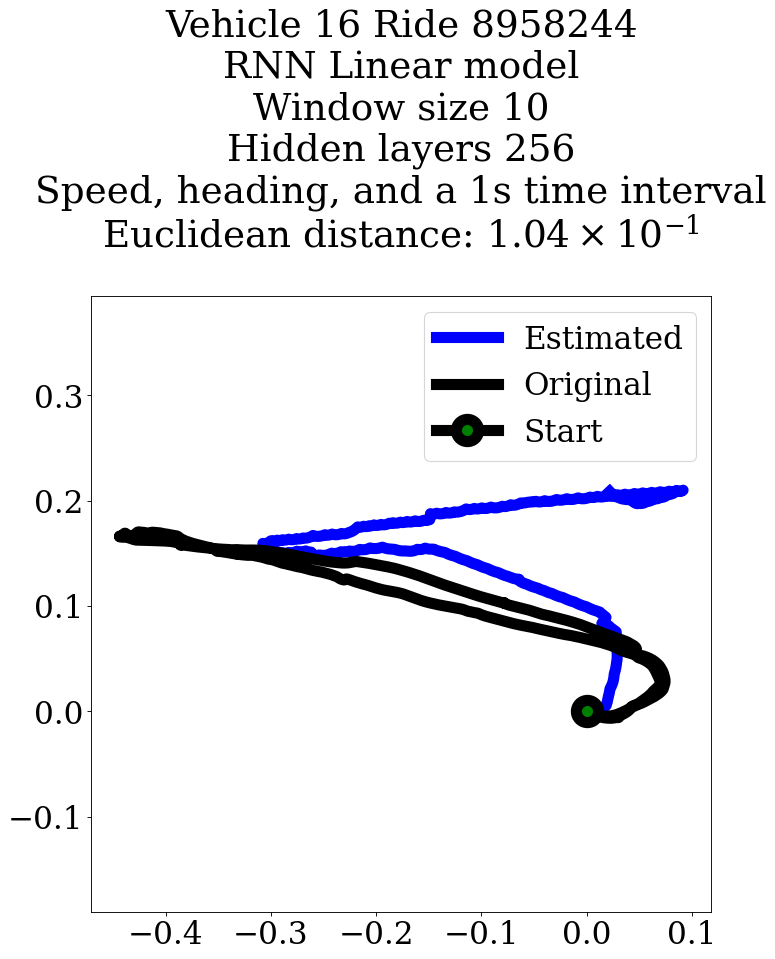 Vehicle 16 Ride 8958244
RNN Linear model
Window size 10
Hidden layers 256
Speed, heading, and a 1s time interval
Euclidean distance: 1.04 × 10⁻¹
Estimated
Original
Start
0.3
0.2
0.1
0.0
−0.1
−0.4 −0.3 −0.2 −0.1 0.0 0.1